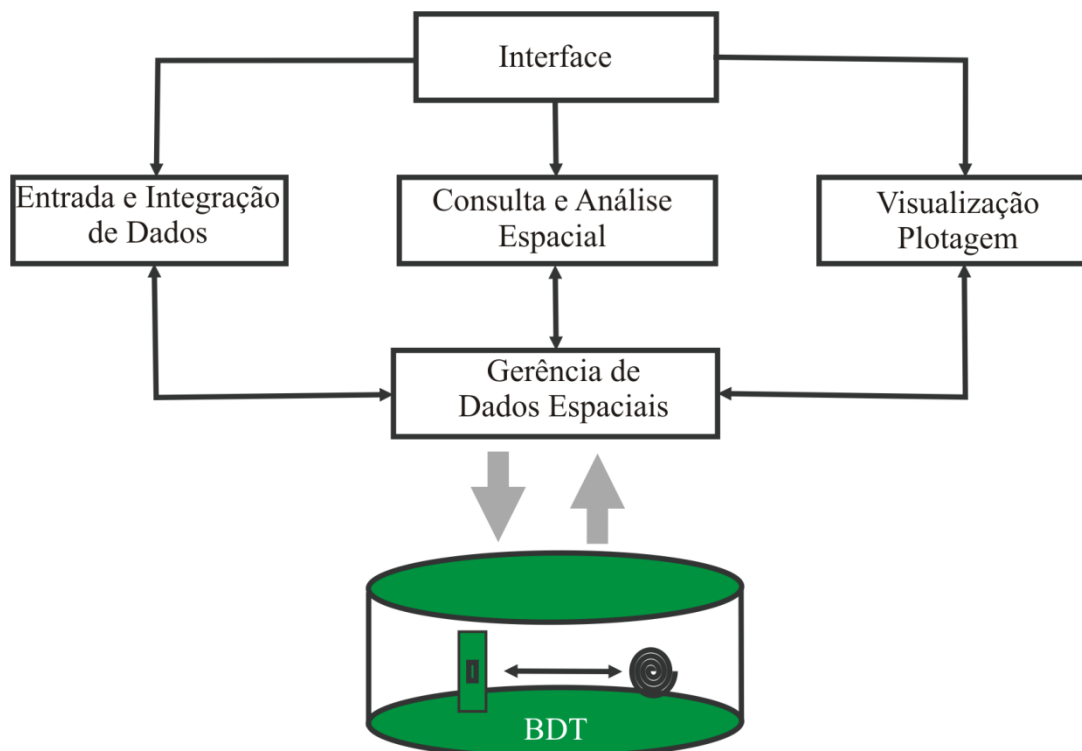 Interface
Entrada e Integração
de Dados
Consulta e Análise
Espacial
Visualização
Plotagem
Gerência de
Dados Espaciais
BDT